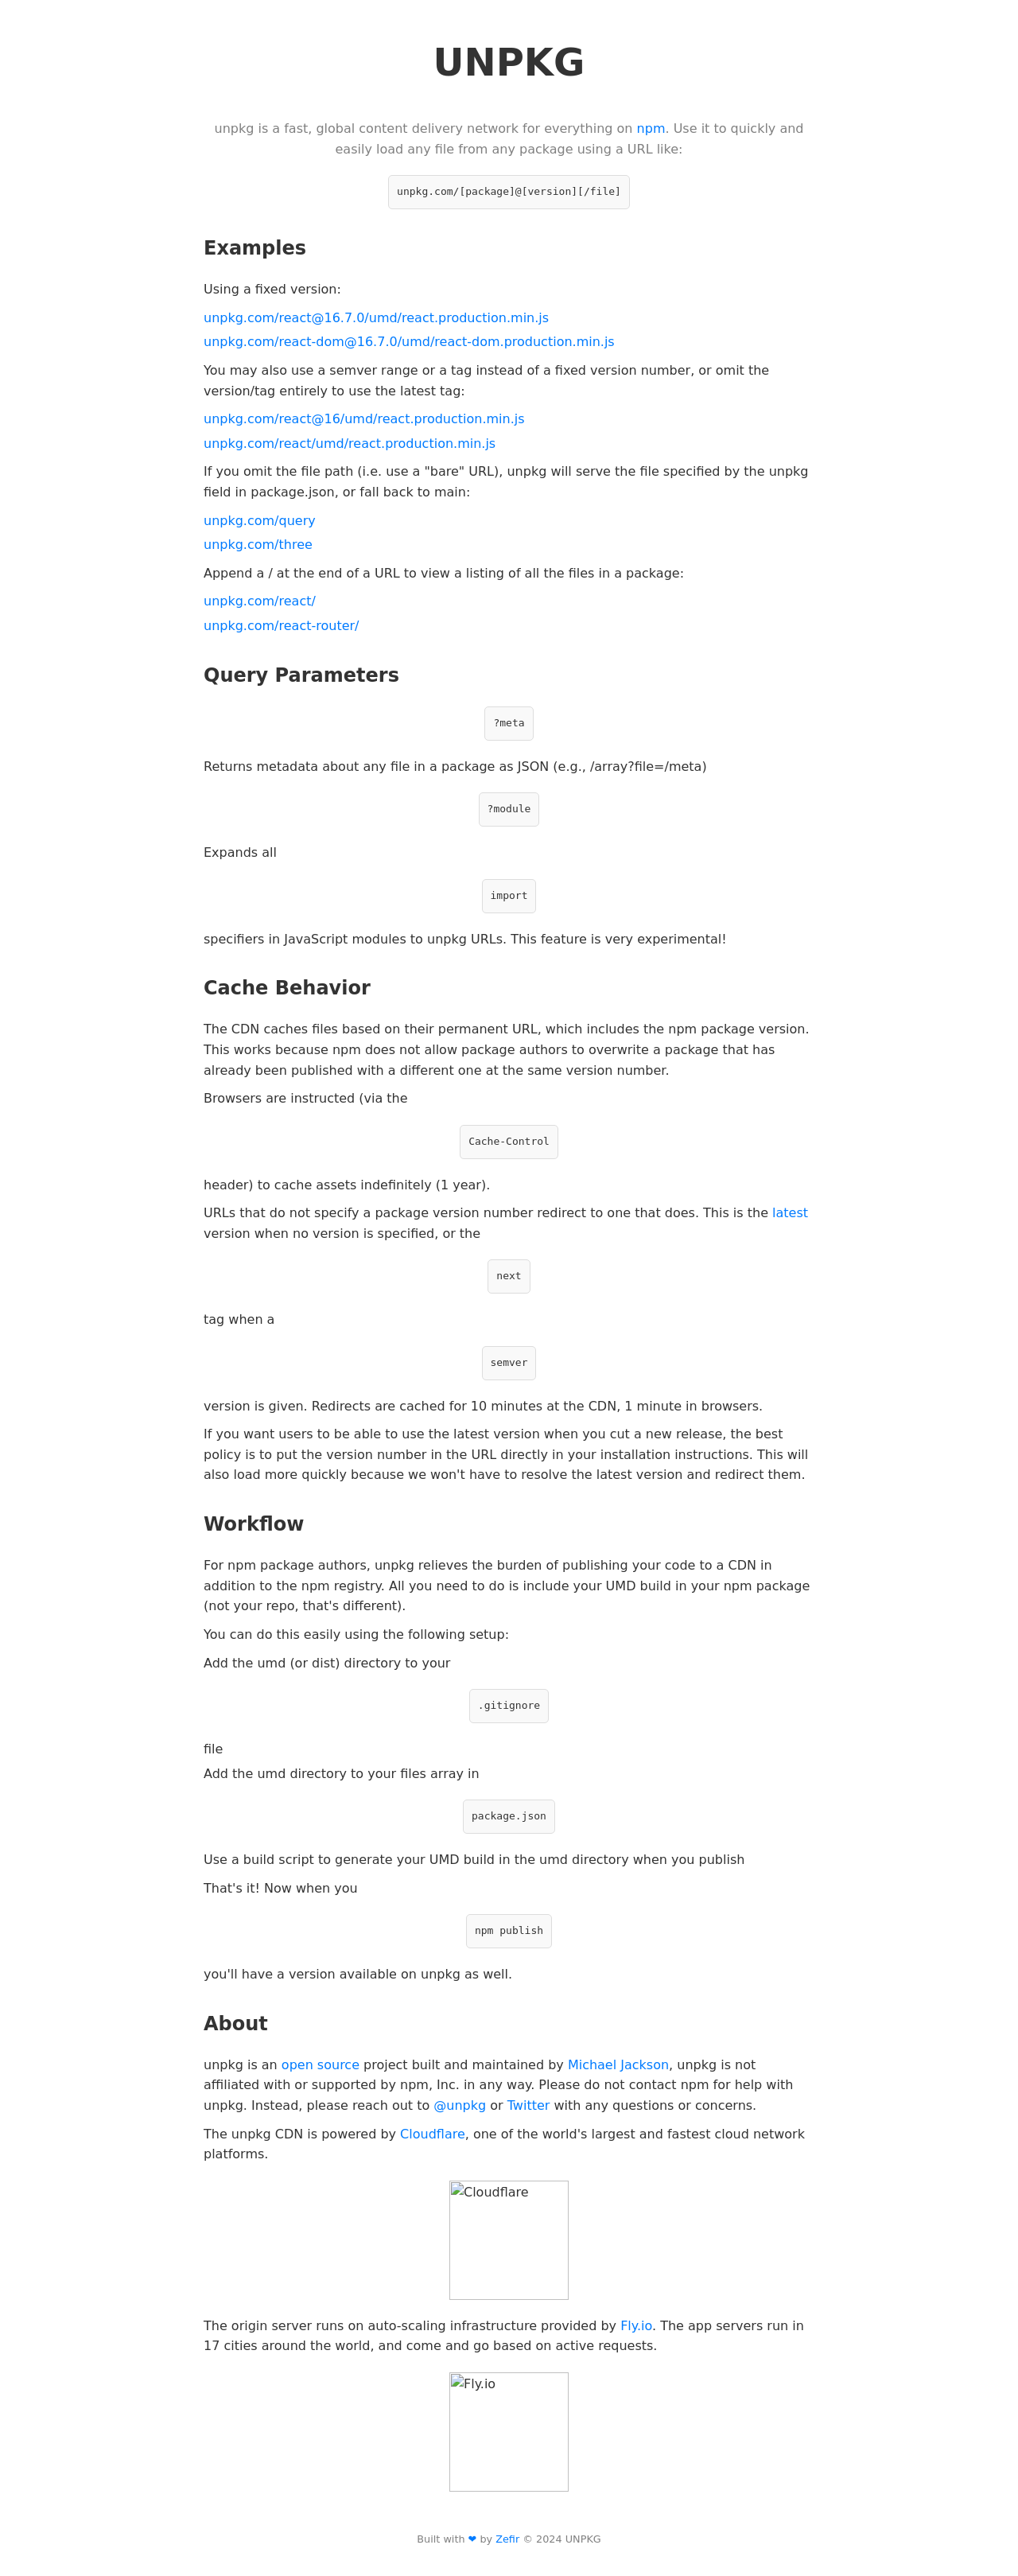 UNPKG
unpkg is a fast, global content delivery network for everything on npm. Use it to quickly and
easily load any file from any package using a URL like:
unpkg.com/[package]@[version][/file]
Examples
Using a fixed version:
unpkg.com/react@16.7.0/umd/react.production.min.js
unpkg.com/react-dom@16.7.0/umd/react-dom.production.min.js
You may also use a semver range or a tag instead of a fixed version number, or omit the
version/tag entirely to use the latest tag:
unpkg.com/react@16/umd/react.production.min.js
unpkg.com/react/umd/react.production.min.js
If you omit the file path (i.e. use a "bare" URL), unpkg will serve the file specified by the unpkg
field in package.json, or fall back to main:
unpkg.com/query
unpkg.com/three
Append a / at the end of a URL to view a listing of all the files in a package:
unpkg.com/react/
unpkg.com/react-router/
Query Parameters
?meta
Returns metadata about any file in a package as JSON (e.g., /array?file=/meta)
?module
Expands all
import
specifiers in JavaScript modules to unpkg URLs. This feature is very experimental!
Cache Behavior
The CDN caches files based on their permanent URL, which includes the npm package version.
This works because npm does not allow package authors to overwrite a package that has
already been published with a different one at the same version number.
Browsers are instructed (via the
Cache-Control
header) to cache assets indefinitely (1 year).
URLs that do not specify a package version number redirect to one that does. This is the latest
version when no version is specified, or the
next
tag when a
semver
version is given. Redirects are cached for 10 minutes at the CDN, 1 minute in browsers.
If you want users to be able to use the latest version when you cut a new release, the best
policy is to put the version number in the URL directly in your installation instructions. This will
also load more quickly because we won't have to resolve the latest version and redirect them.
Workflow
For npm package authors, unpkg relieves the burden of publishing your code to a CDN in
addition to the npm registry. All you need to do is include your UMD build in your npm package
(not your repo, that's different).
You can do this easily using the following setup:
Add the umd (or dist) directory to your
.gitignore
file
Add the umd directory to your files array in
package.json
Use a build script to generate your UMD build in the umd directory when you publish
That's it! Now when you
npm publish
you'll have a version available on unpkg as well.
About
unpkg is an open source project built and maintained by Michael Jackson, unpkg is not
affiliated with or supported by npm, Inc. in any way. Please do not contact npm for help with
unpkg. Instead, please reach out to @unpkg or Twitter with any questions or concerns.
The unpkg CDN is powered by Cloudflare, one of the world's largest and fastest cloud network
platforms.
Cloudflare
The origin server runs on auto-scaling infrastructure provided by Fly.io. The app servers run in
17 cities around the world, and come and go based on active requests.
Fly.io
Built with ❤ by Zefir © 2024 UNPKG